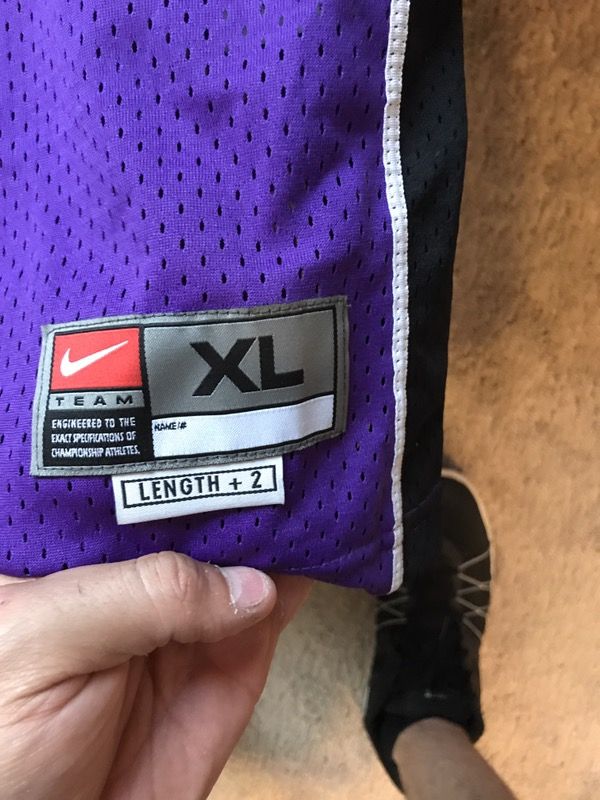 XL
TEAM
ENGINEERED TO THE
EXACT SPECIFICATIONS OF
CHAMPIONSHIP ATHLETES.
NAME/#
LENGTH + 2